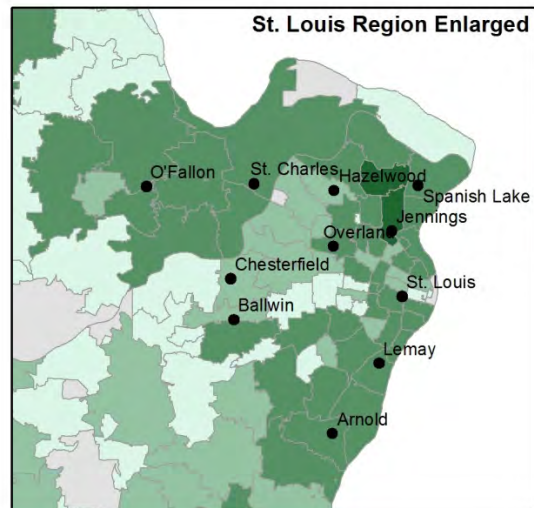 St. Louis Region Enlarged
O'Fallon
St. Charles
Hazelwood
Spanish Lake
Jennings
Overland
Chesterfield
St. Louis
Ballwin
Lemay
Arnold